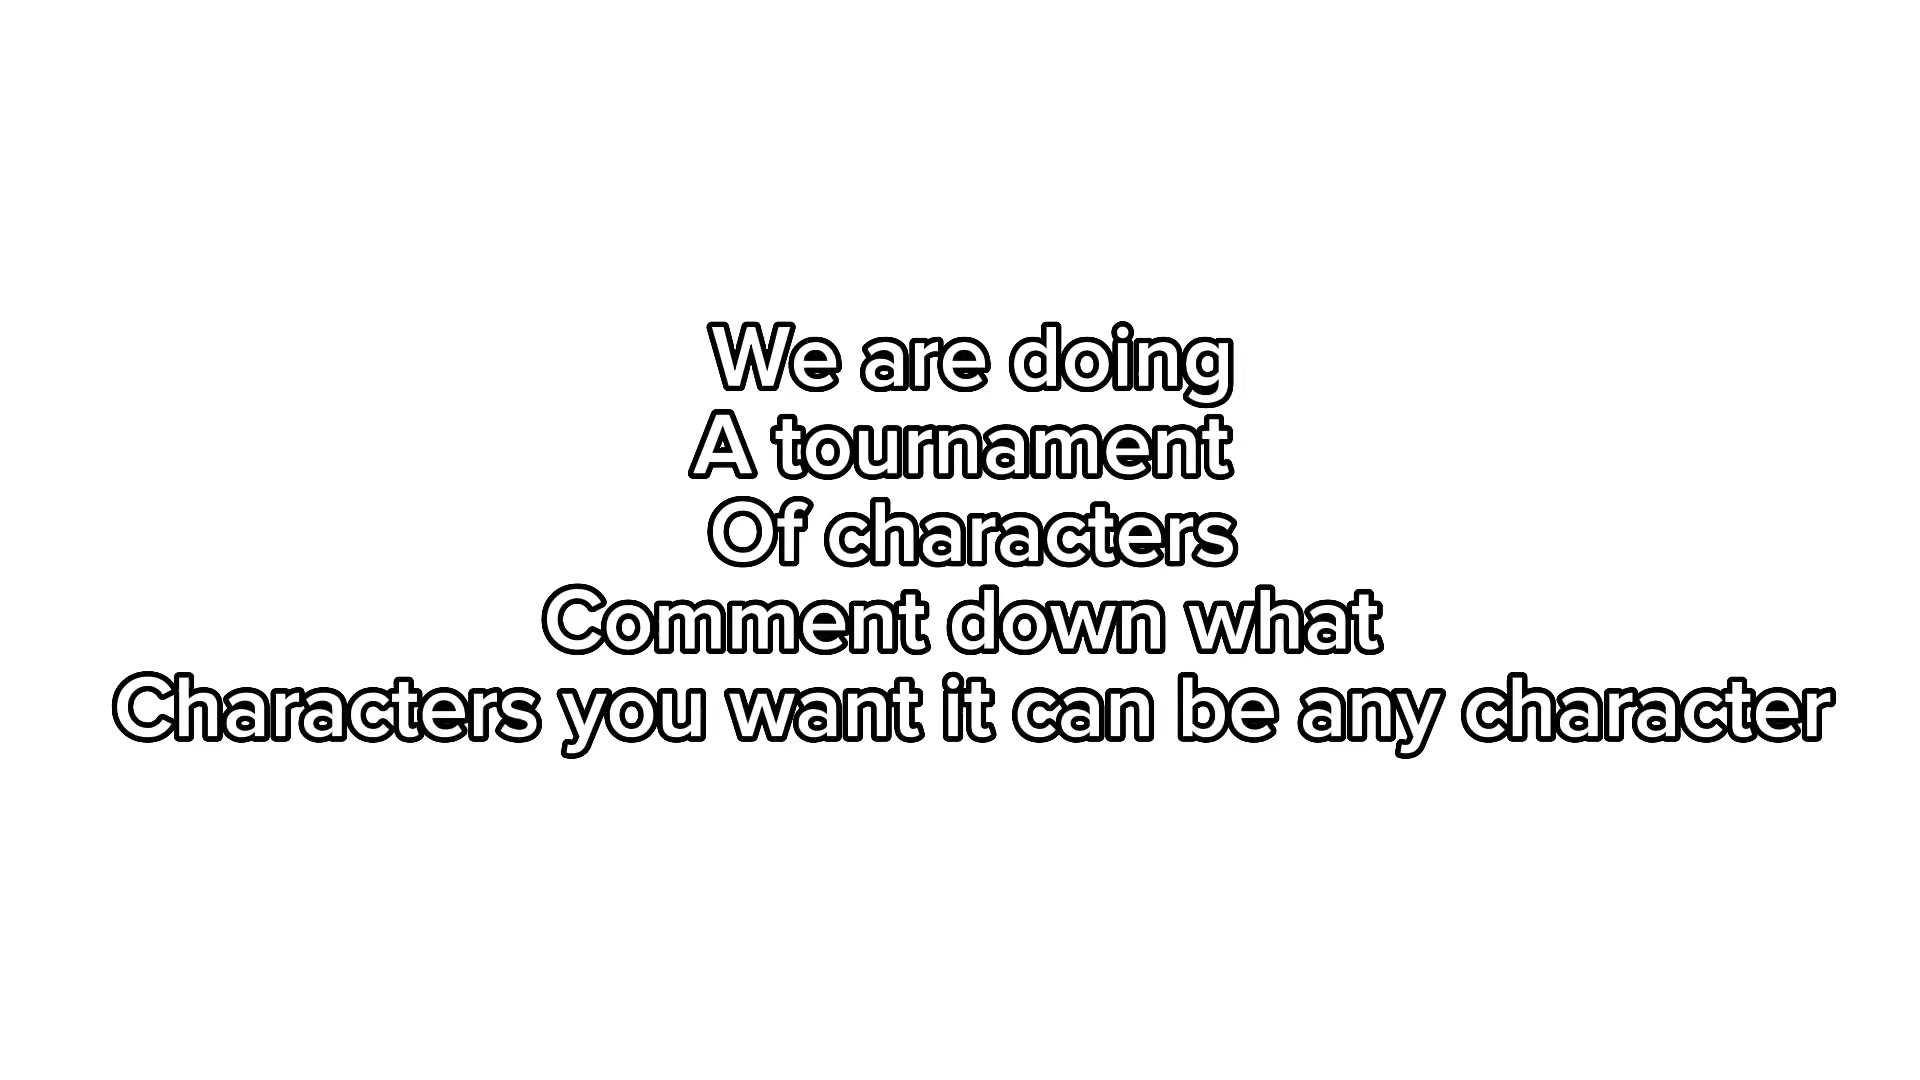 We are doing
A tournament
Of characters
Comment down what
Characters you want it can be any character